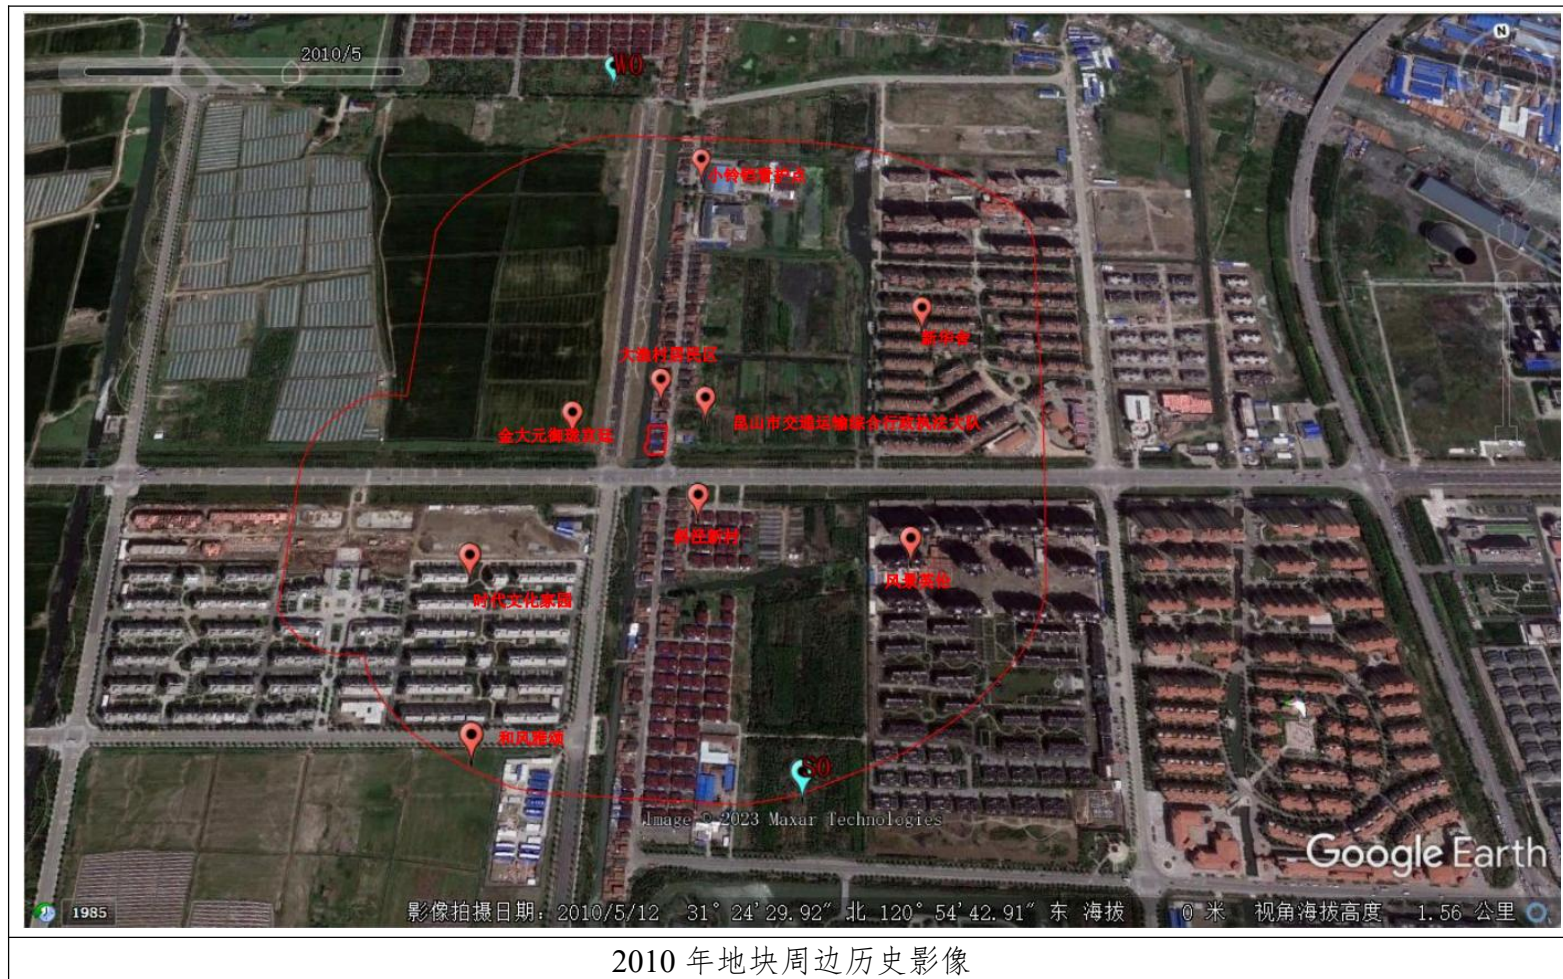 2010/5
W0
N
小铃铛看护点
新华舍
大渔村居民区
金大元御珑宫廷
昆山市交通运输综合行政执法大队
斜泾新村
风景英伦
时代文化家园
和风雅颂
S0
Image © 2023 Maxar Technologies
Google Earth
1985
影像拍摄日期：2010/5/12 31°24'29.92" 北 120°54'42.91" 东 海拔 0 米 视角海拔高度 1.56 公里
2010 年地块周边历史影像